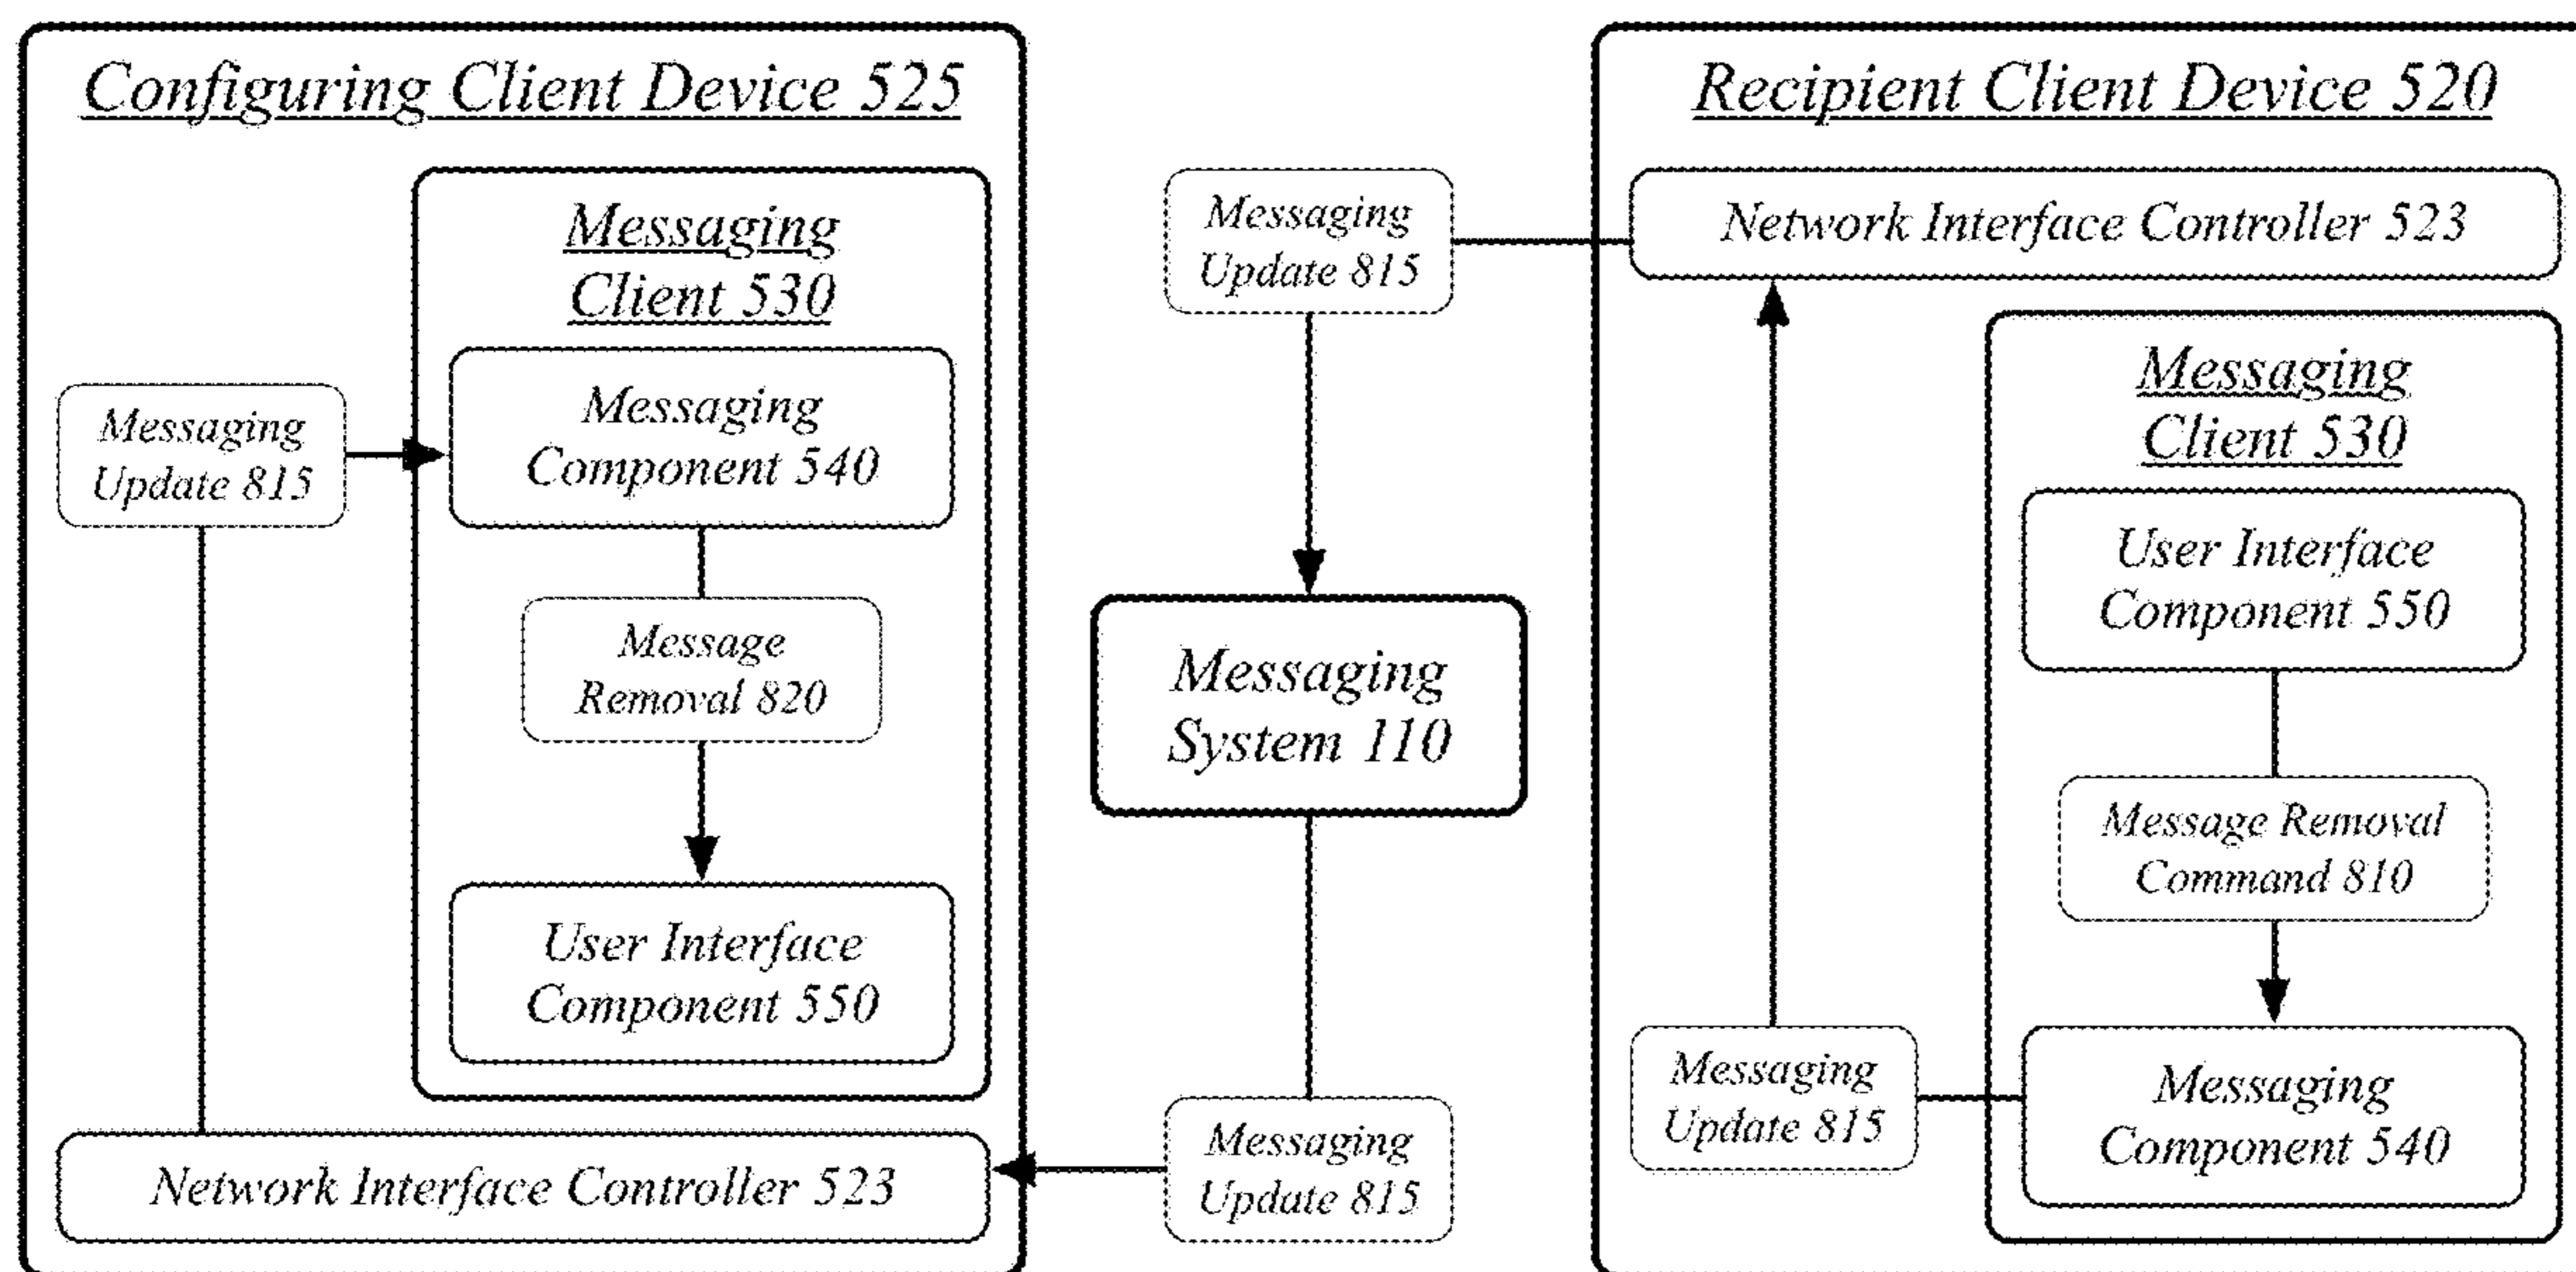 Configuring Client Device 525
Messaging
Client 530
Messaging
Update 815
Messaging
Component 540
Message
Removal 820
User Interface
Component 550
Network Interface Controller 523
Messaging
Update 815
Messaging
System 110
Messaging
Update 815
Recipient Client Device 520
Network Interface Controller 523
Messaging
Client 530
User Interface
Component 550
Message Removal
Command 810
Messaging
Update 815
Messaging
Component 540